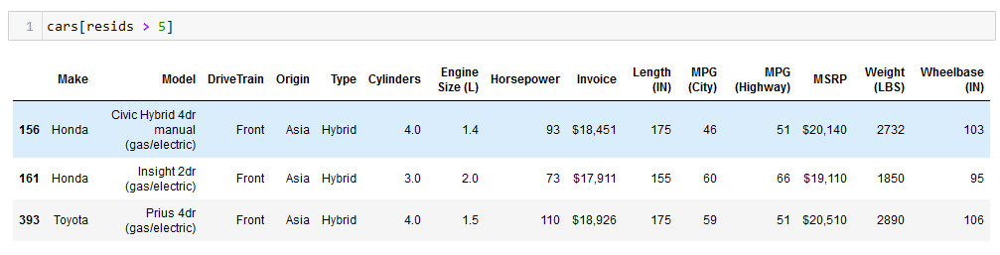 1 cars[resids > 5]
Make Model DriveTrain Origin Type Cylinders Engine Size (L) Horsepower Invoice Length (IN) MPG (City) MPG (Highway) MSRP Weight (LBS) Wheelbase (IN)
156 Honda Civic Hybrid 4dr manual (gas/electric) Front Asia Hybrid 4.0 1.4 93 $18,451 175 46 51 $20,140 2732 103
161 Honda Insight 2dr (gas/electric) Front Asia Hybrid 3.0 2.0 73 $17,911 155 60 66 $19,110 1850 95
393 Toyota Prius 4dr (gas/electric) Front Asia Hybrid 4.0 1.5 110 $18,926 175 59 51 $20,510 2890 106